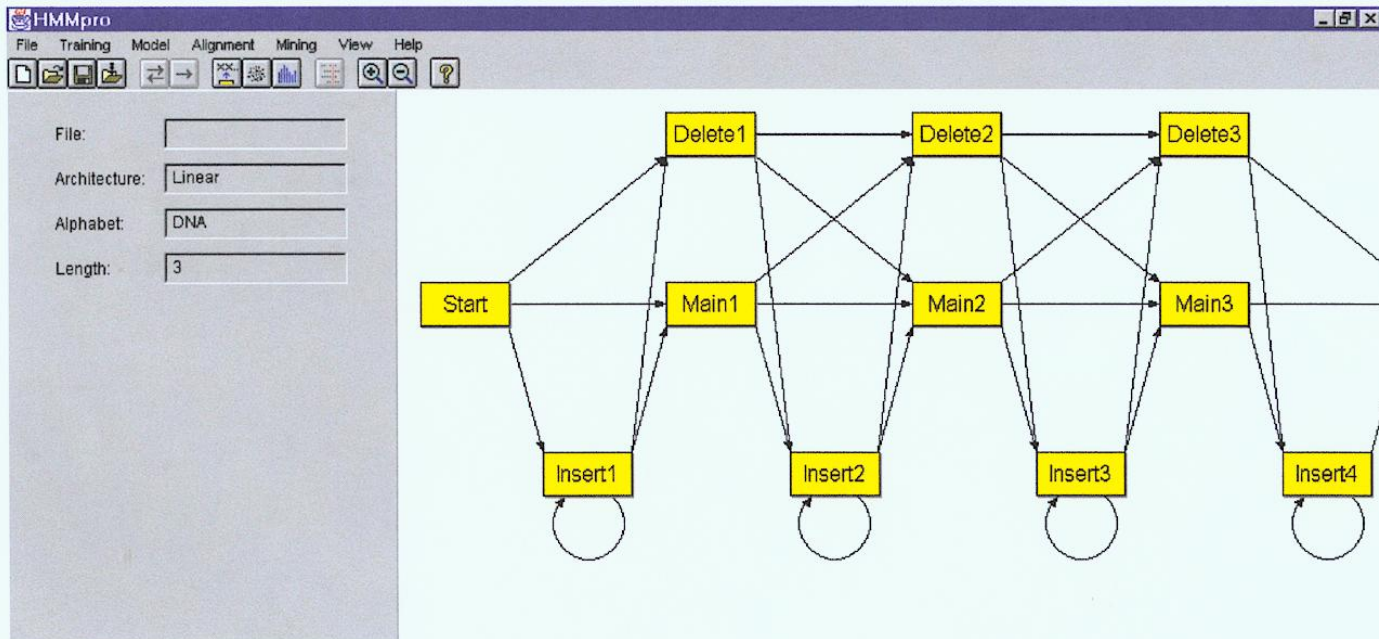 HMMpro
File Training Model Alignment Mining View Help
XX..
?
File:
Architecture: Linear
Alphabet: DNA
Length: 3
Delete1 Delete2 Delete3
Start Main1 Main2 Main3
Insert1 Insert2 Insert3 Insert4